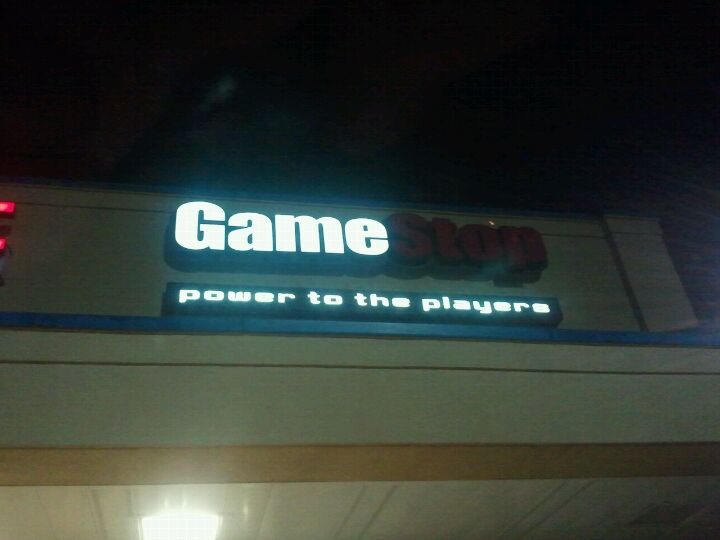 GameStop
power to the players